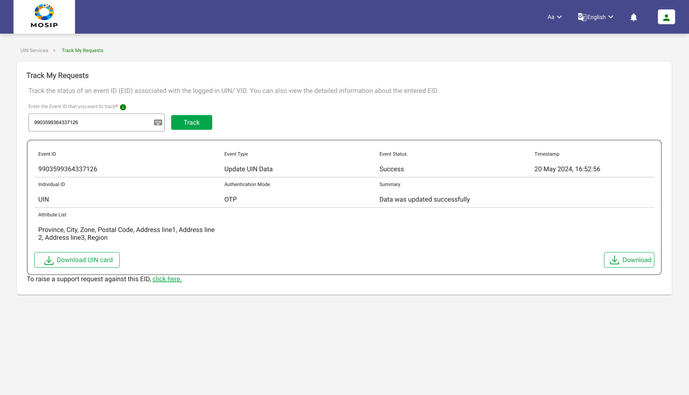 MOSIP
Aa
English
UIN Services > Track My Requests
Track My Requests
Track the status of an event ID (EID) associated with the logged-in UIN/ VID. You can also view the detailed information about the entered EID.
Enter the Event ID that you want to track*
9903599364337126
Track
Event ID
9903599364337126
Event Type
Update UIN Data
Event Status
Success
Timestamp
20 May 2024, 16:52:56
Individual ID
UIN
Authentication Mode
OTP
Summary
Data was updated successfully
Attribute List
Province, City, Zone, Postal Code, Address line1, Address line
2, Address line3, Region
Download UIN card
Download
To raise a support request against this EID, click here.